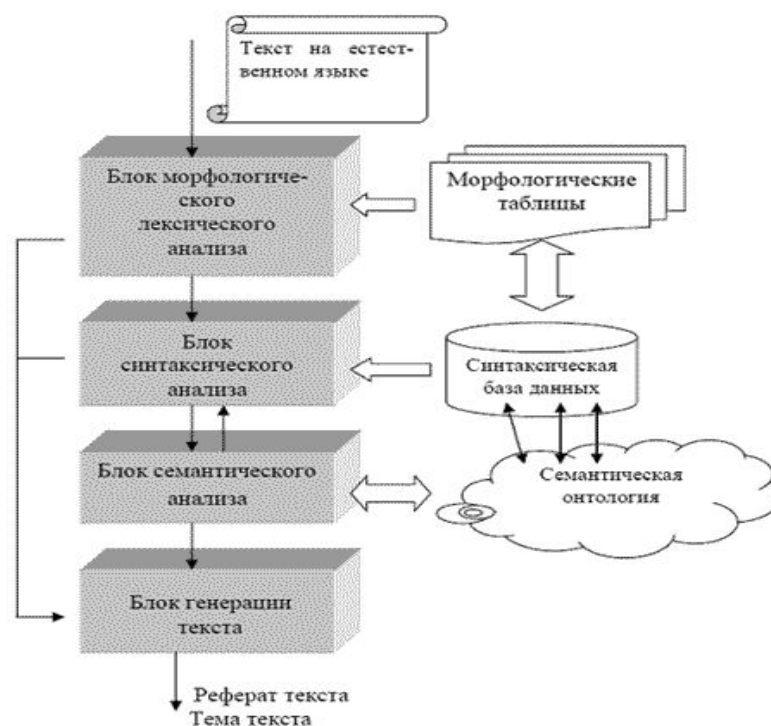 Текст на естест-
венном языке
Блок морфологиче-
ского
лексического
анализа
Морфологические
таблицы
Блок
синтаксического
анализа
Синтаксическая
база данных
Блок семантического
анализа
Семантическая
онтология
Блок генерации
текста
Реферат текста
Тема текста